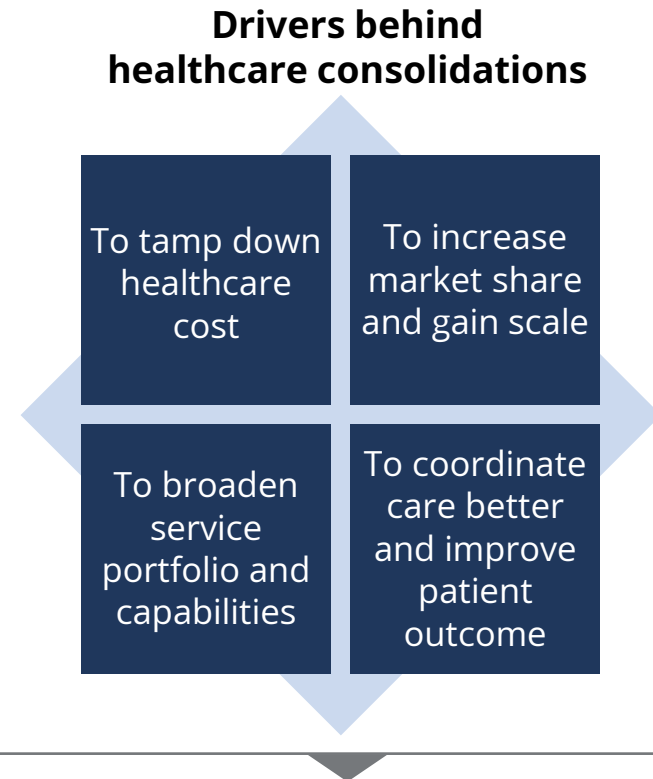 Drivers behind
healthcare consolidations
To tamp down
healthcare
cost
To increase
market share
and gain scale
To broaden
service
portfolio and
capabilities
To coordinate
care better
and improve
patient
outcome